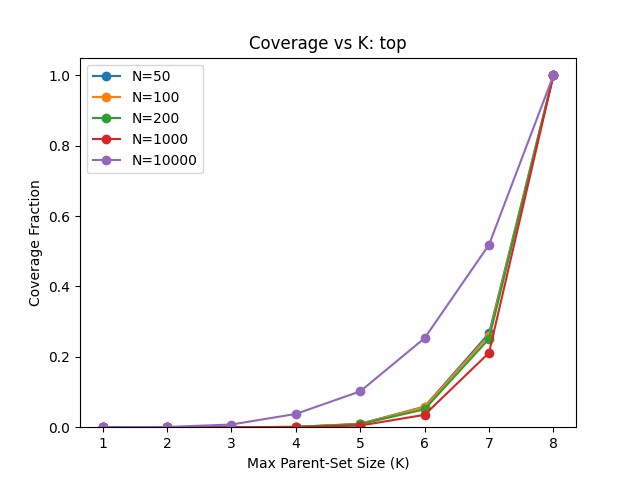 Coverage vs K: top
1.0
0.8
0.6
0.4
0.2
0.0
Coverage Fraction
N=50
N=100
N=200
N=1000
N=10000
1 2 3 4 5 6 7 8
Max Parent-Set Size (K)